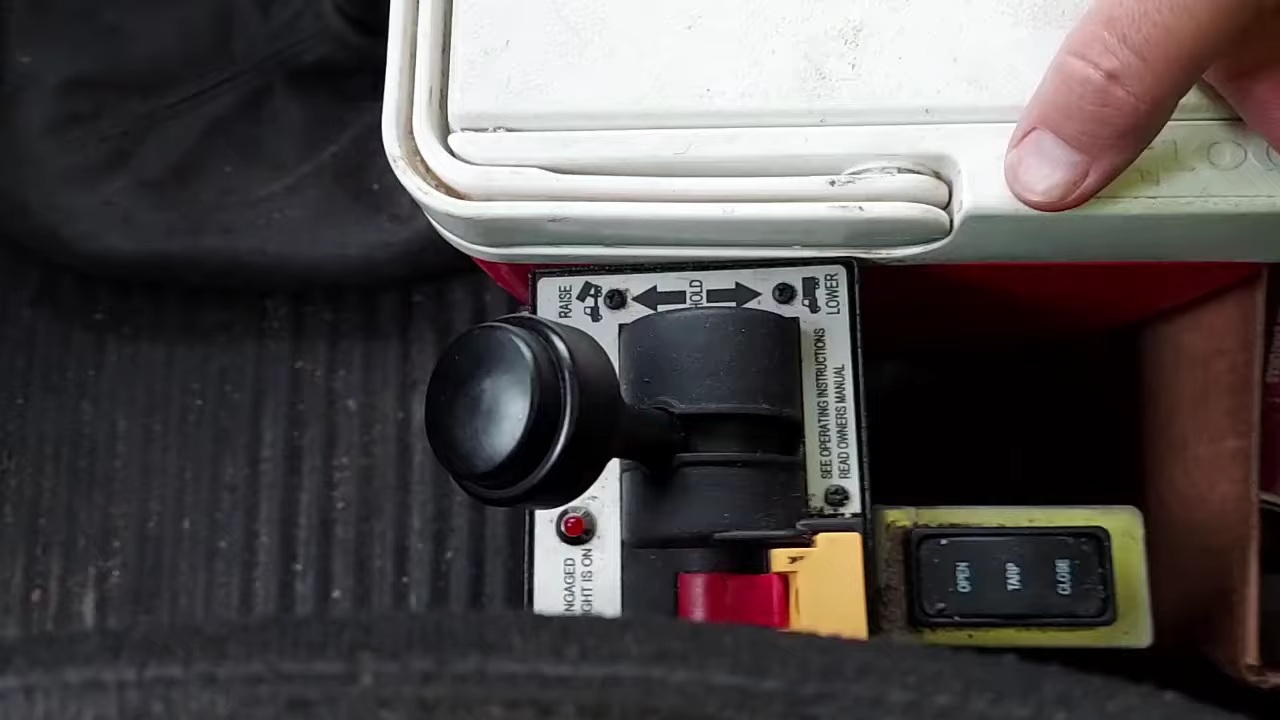 RAISE
HOLD
LOWER
SEE OPERATING INSTRUCTIONS
READ OWNERS MANUAL
NGAGED
GHT IS ON
OPEN
TARP
CLOSE